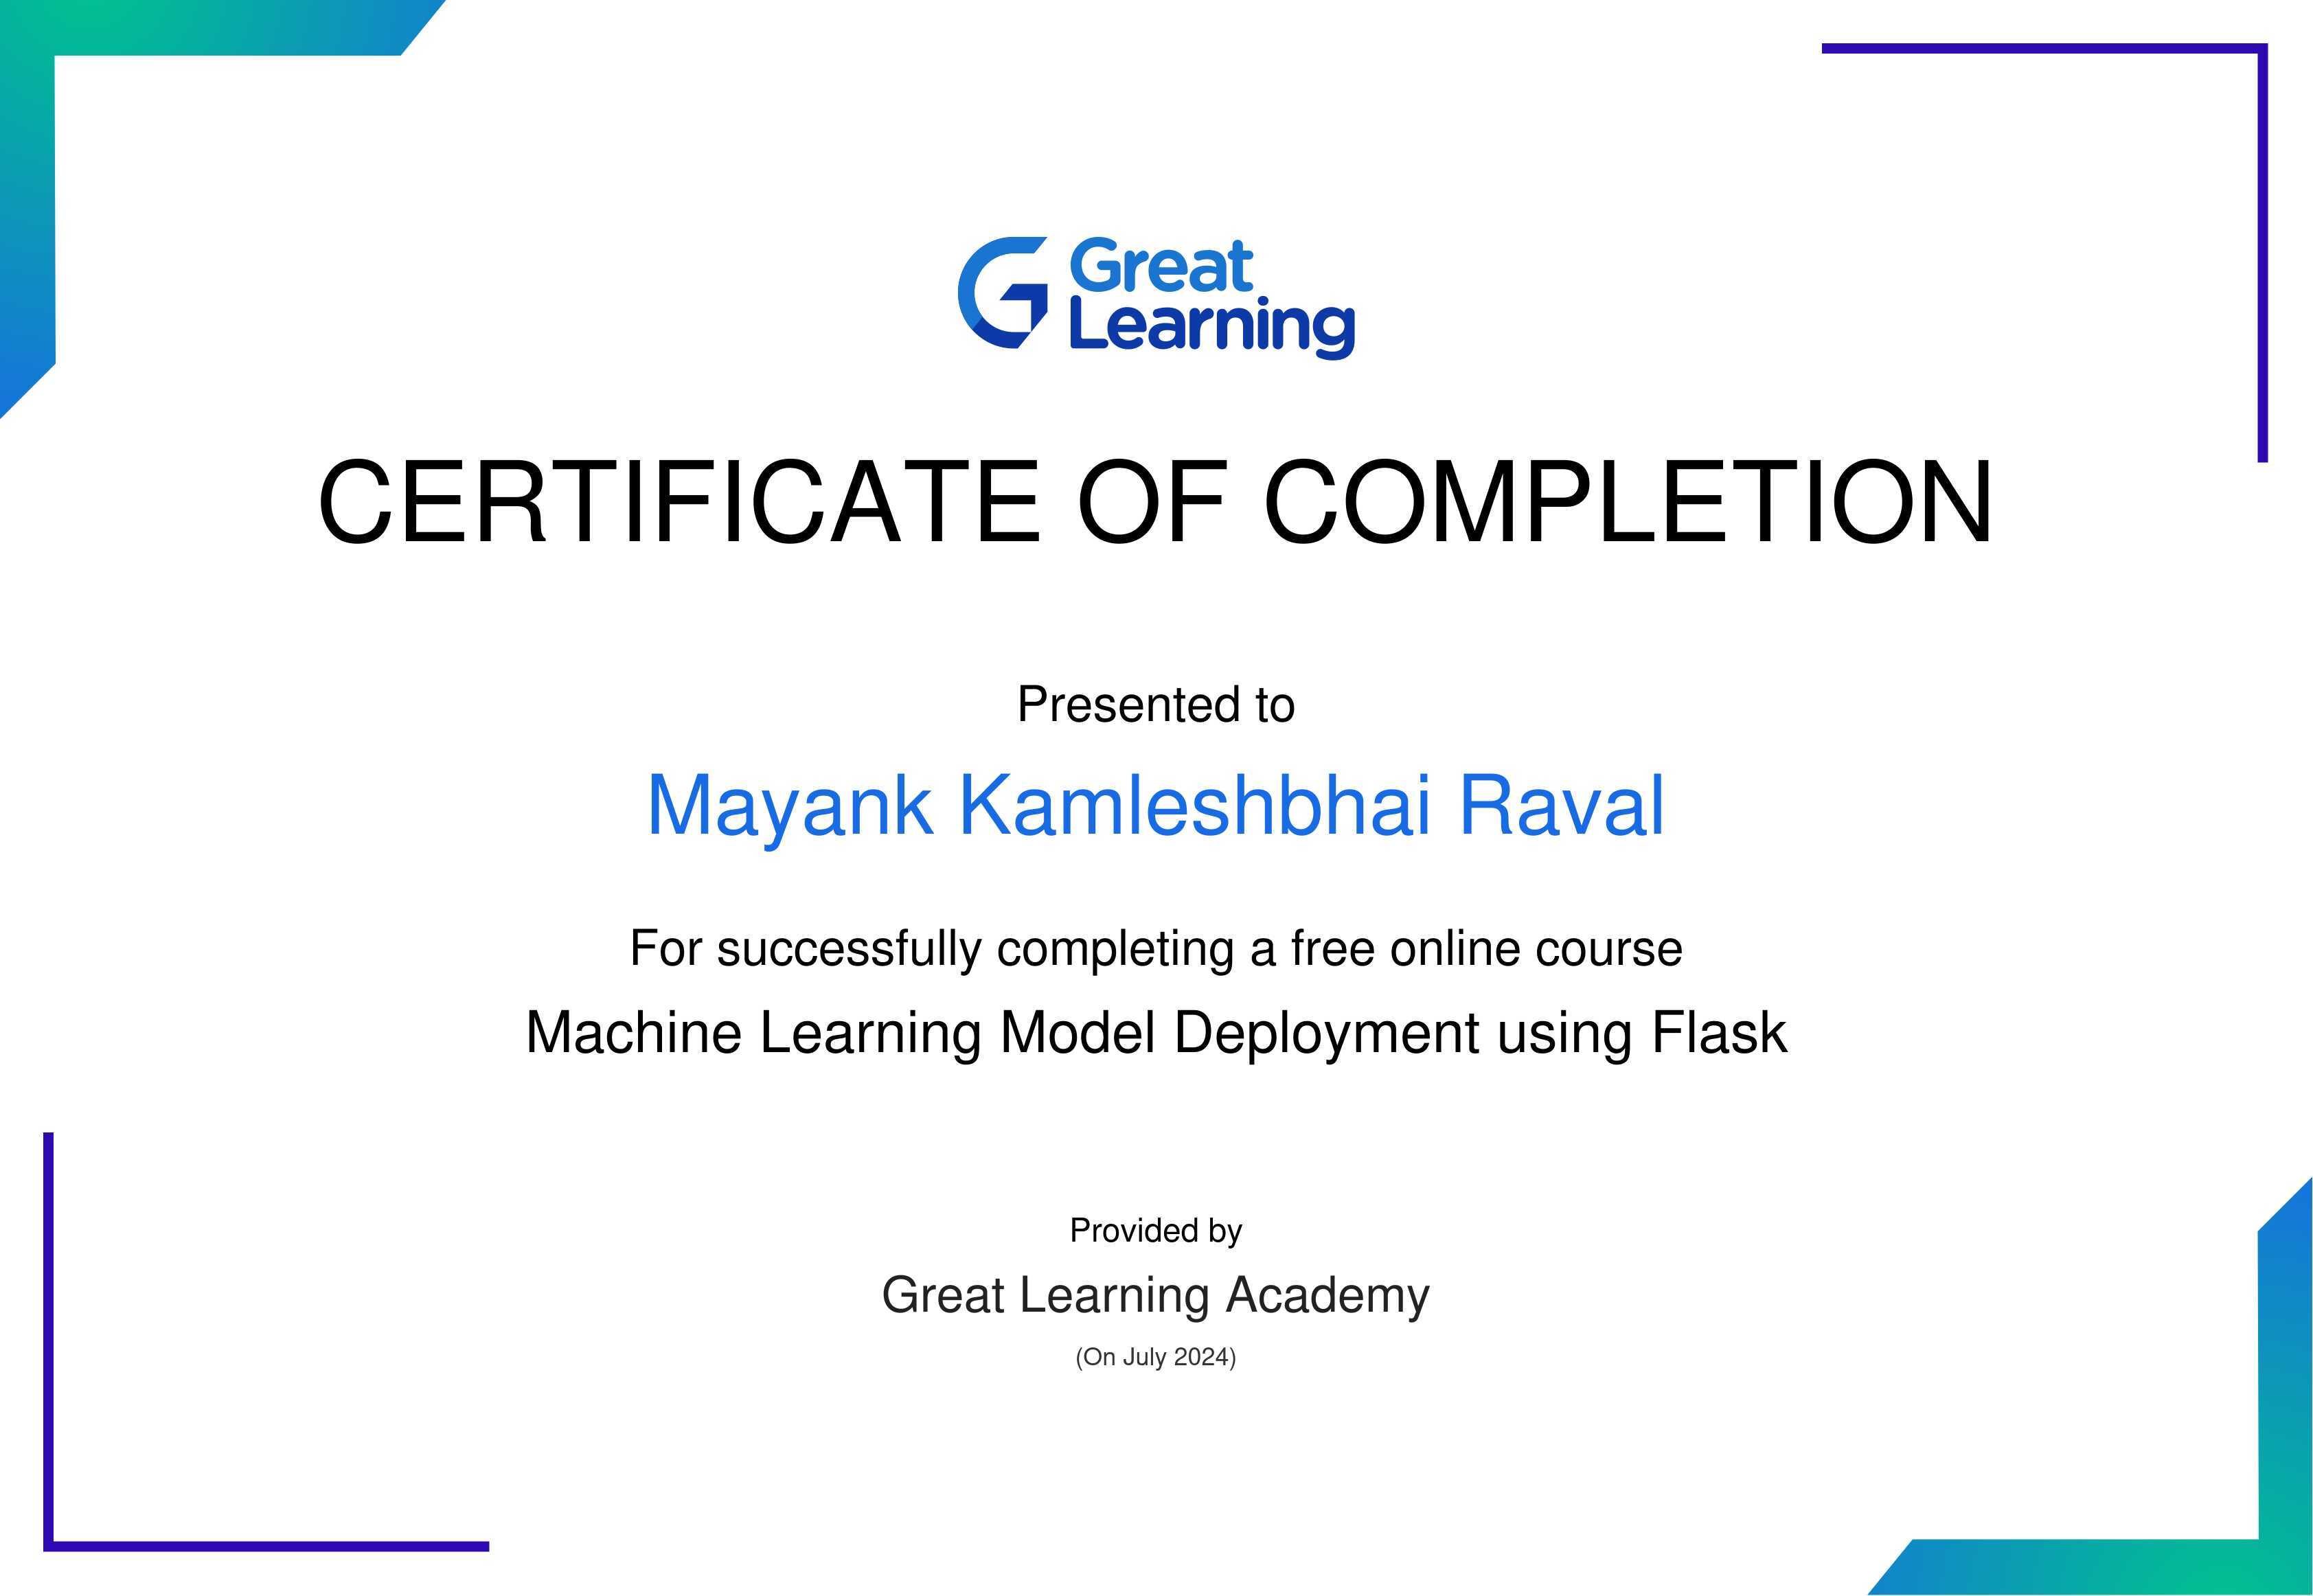 Great
Learning
CERTIFICATE OF COMPLETION
Presented to
Mayank Kamleshbhai Raval
For successfully completing a free online course
Machine Learning Model Deployment using Flask
Provided by
Great Learning Academy
(On July 2024)